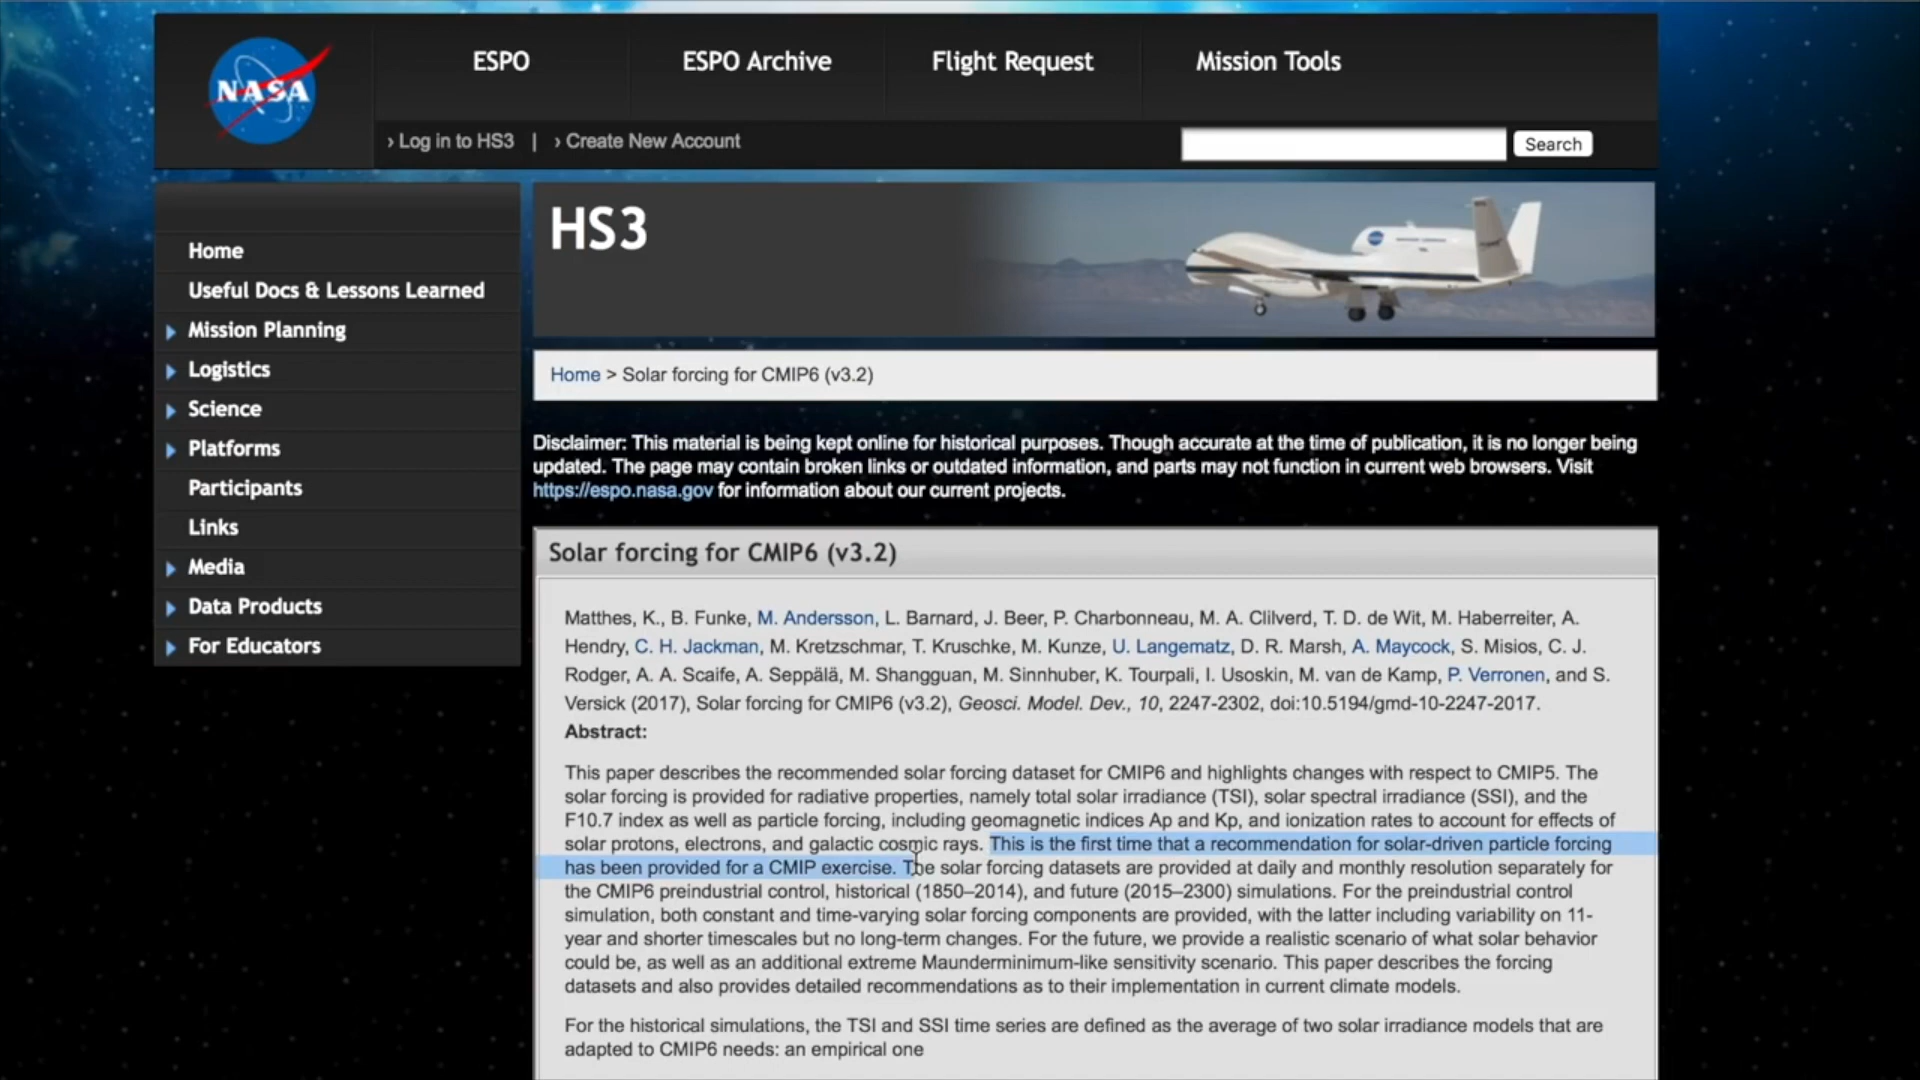 NASA
ESPO
ESPO Archive
Flight Request
Mission Tools
› Log in to HS3 | › Create New Account
Search
Home
Useful Docs & Lessons Learned
Mission Planning
Logistics
Science
Platforms
Participants
Links
Media
Data Products
For Educators
HS3
Home > Solar forcing for CMIP6 (v3.2)
Disclaimer: This material is being kept online for historical purposes. Though accurate at the time of publication, it is no longer being
updated. The page may contain broken links or outdated information, and parts may not function in current web browsers. Visit
https://espo.nasa.gov for information about our current projects.
Solar forcing for CMIP6 (v3.2)
Matthes, K., B. Funke, M. Andersson, L. Barnard, J. Beer, P. Charbonneau, M. A. Clilverd, T. D. de Wit, M. Haberreiter, A.
Hendry, C. H. Jackman, M. Kretzschmar, T. Kruschke, M. Kunze, U. Langematz, D. R. Marsh, A. Maycock, S. Misios, C. J.
Rodger, A. A. Scaife, A. Seppälä, M. Shangguan, M. Sinnhuber, K. Tourpali, I. Usoskin, M. van de Kamp, P. Verronen, and S.
Versick (2017), Solar forcing for CMIP6 (v3.2), Geosci. Model. Dev., 10, 2247-2302, doi:10.5194/gmd-10-2247-2017.
Abstract:
This paper describes the recommended solar forcing dataset for CMIP6 and highlights changes with respect to CMIP5. The
solar forcing is provided for radiative properties, namely total solar irradiance (TSI), solar spectral irradiance (SSI), and the
F10.7 index as well as particle forcing, including geomagnetic indices Ap and Kp, and ionization rates to account for effects of
solar protons, electrons, and galactic cosmic rays. This is the first time that a recommendation for solar-driven particle forcing
has been provided for a CMIP exercise. The solar forcing datasets are provided at daily and monthly resolution separately for
the CMIP6 preindustrial control, historical (1850–2014), and future (2015–2300) simulations. For the preindustrial control
simulation, both constant and time-varying solar forcing components are provided, with the latter including variability on 11-
year and shorter timescales but no long-term changes. For the future, we provide a realistic scenario of what solar behavior
could be, as well as an additional extreme Maunderminimum-like sensitivity scenario. This paper describes the forcing
datasets and also provides detailed recommendations as to their implementation in current climate models.
For the historical simulations, the TSI and SSI time series are defined as the average of two solar irradiance models that are
adapted to CMIP6 needs: an empirical one